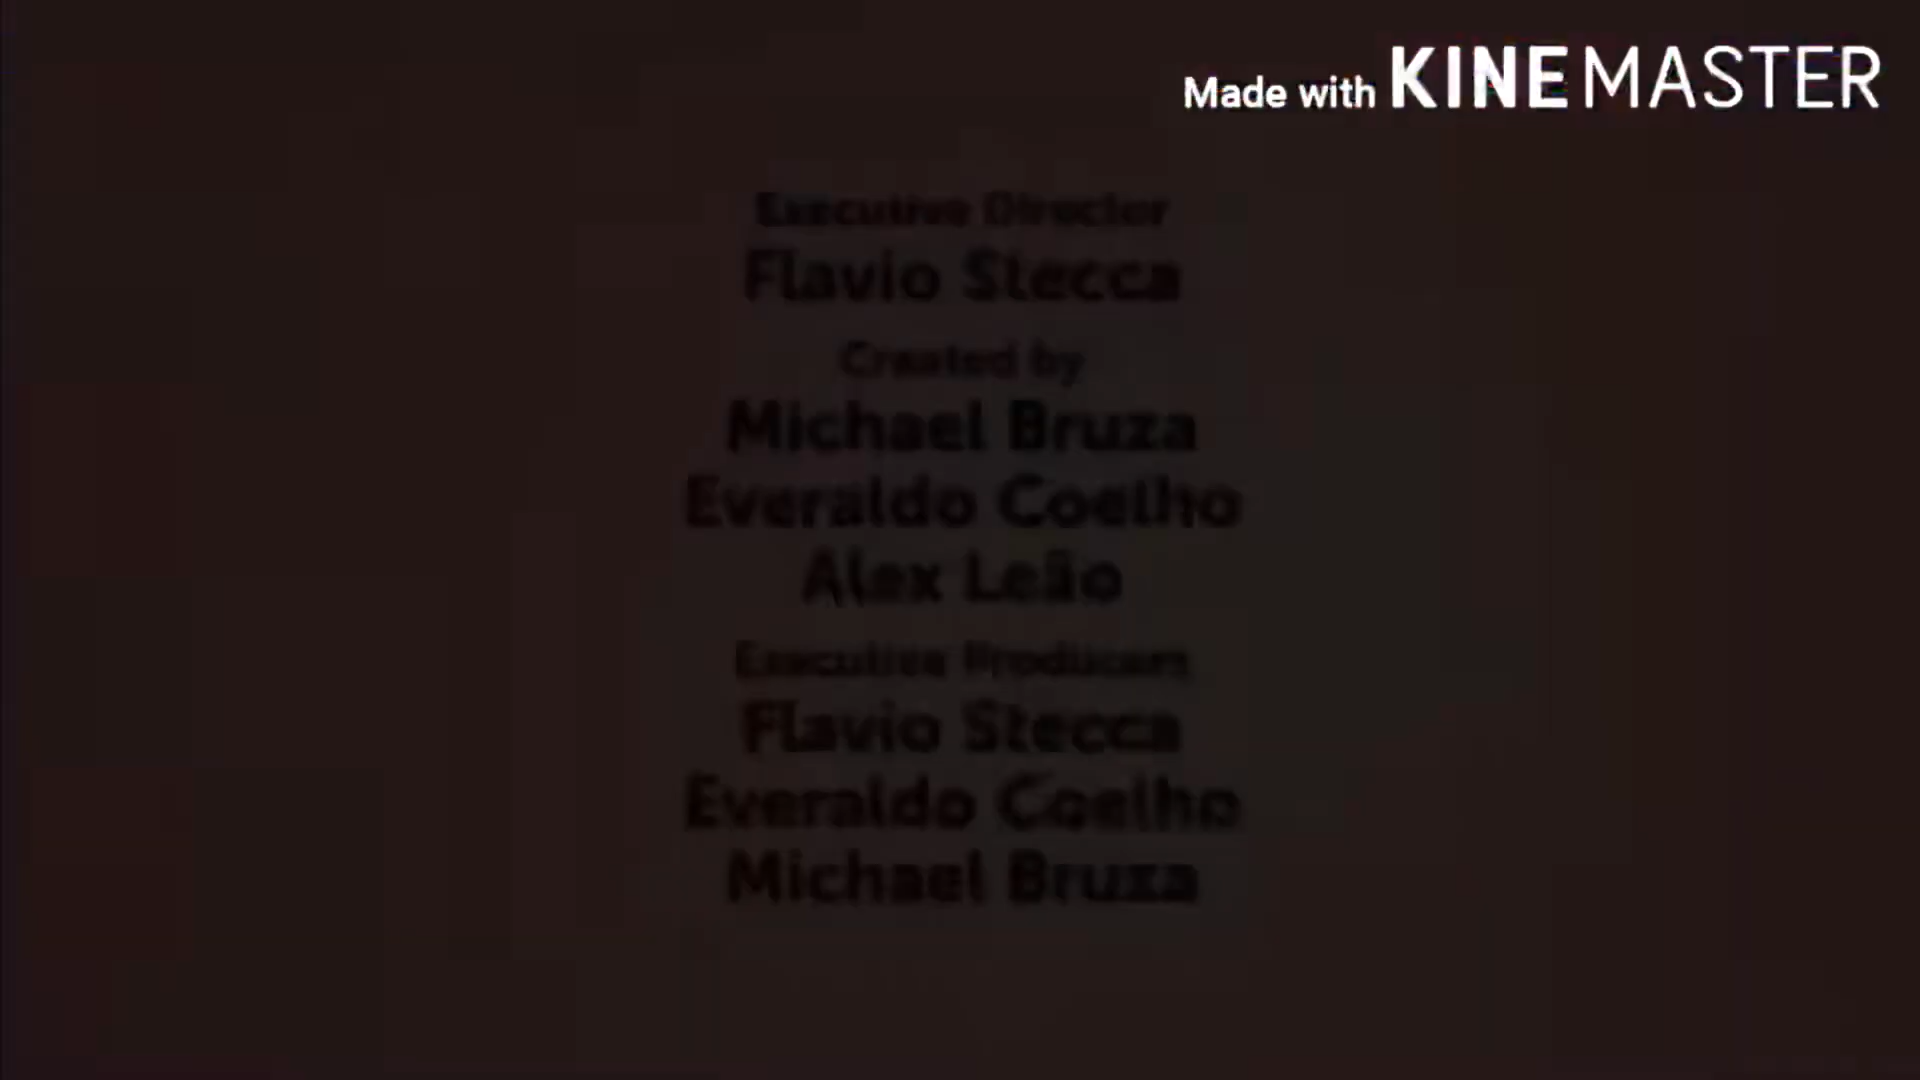 Made with KINEMASTER
Executive Director
Flavio Stecca
Created by
Michael Bruza
Everaldo Coelho
Alex Leão
Executive Producers
Flavio Stecca
Everaldo Coelho
Michael Bruza